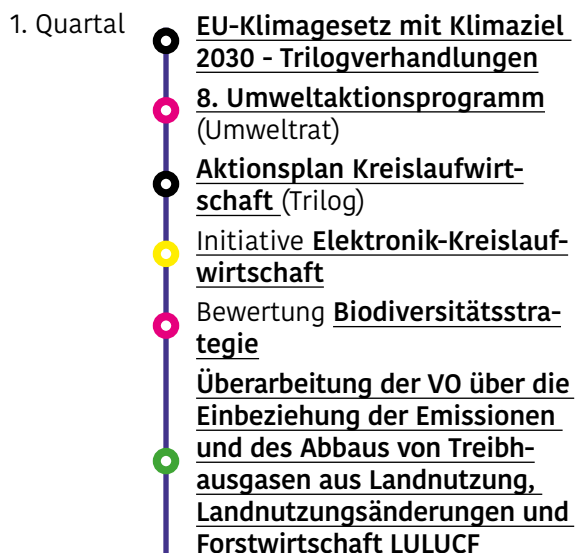 1. Quartal
EU-Klimagesetz mit Klimaziel
2030 - Trilogverhandlungen
8. Umweltaktionsprogramm
(Umweltrat)
Aktionsplan Kreislaufwirt-
schaft (Trilog)
Initiative Elektronik-Kreislauf-
wirtschaft
Bewertung Biodiversitätsstra-
tegie
Überarbeitung der VO über die
Einbeziehung der Emissionen
und des Abbaus von Treibh-
ausgasen aus Landnutzung,
Landnutzungsänderungen und
Forstwirtschaft LULUCF